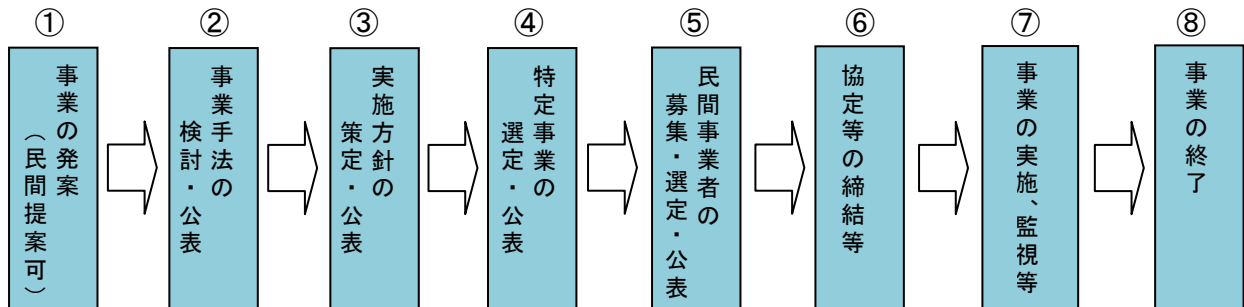 ①
事業の発案
（民間提案可）
②
事業手法の
検討・公表
③
実施方針の
策定・公表
④
特定事業の
選定・公表
⑤
民間事業者の
募集・選定・公表
⑥
協定等の締結等
⑦
事業の実施、監視等
⑧
事業の終了